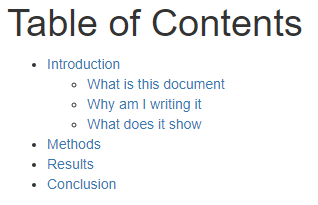 Table of Contents
Introduction
What is this document
Why am I writing it
What does it show
Methods
Results
Conclusion